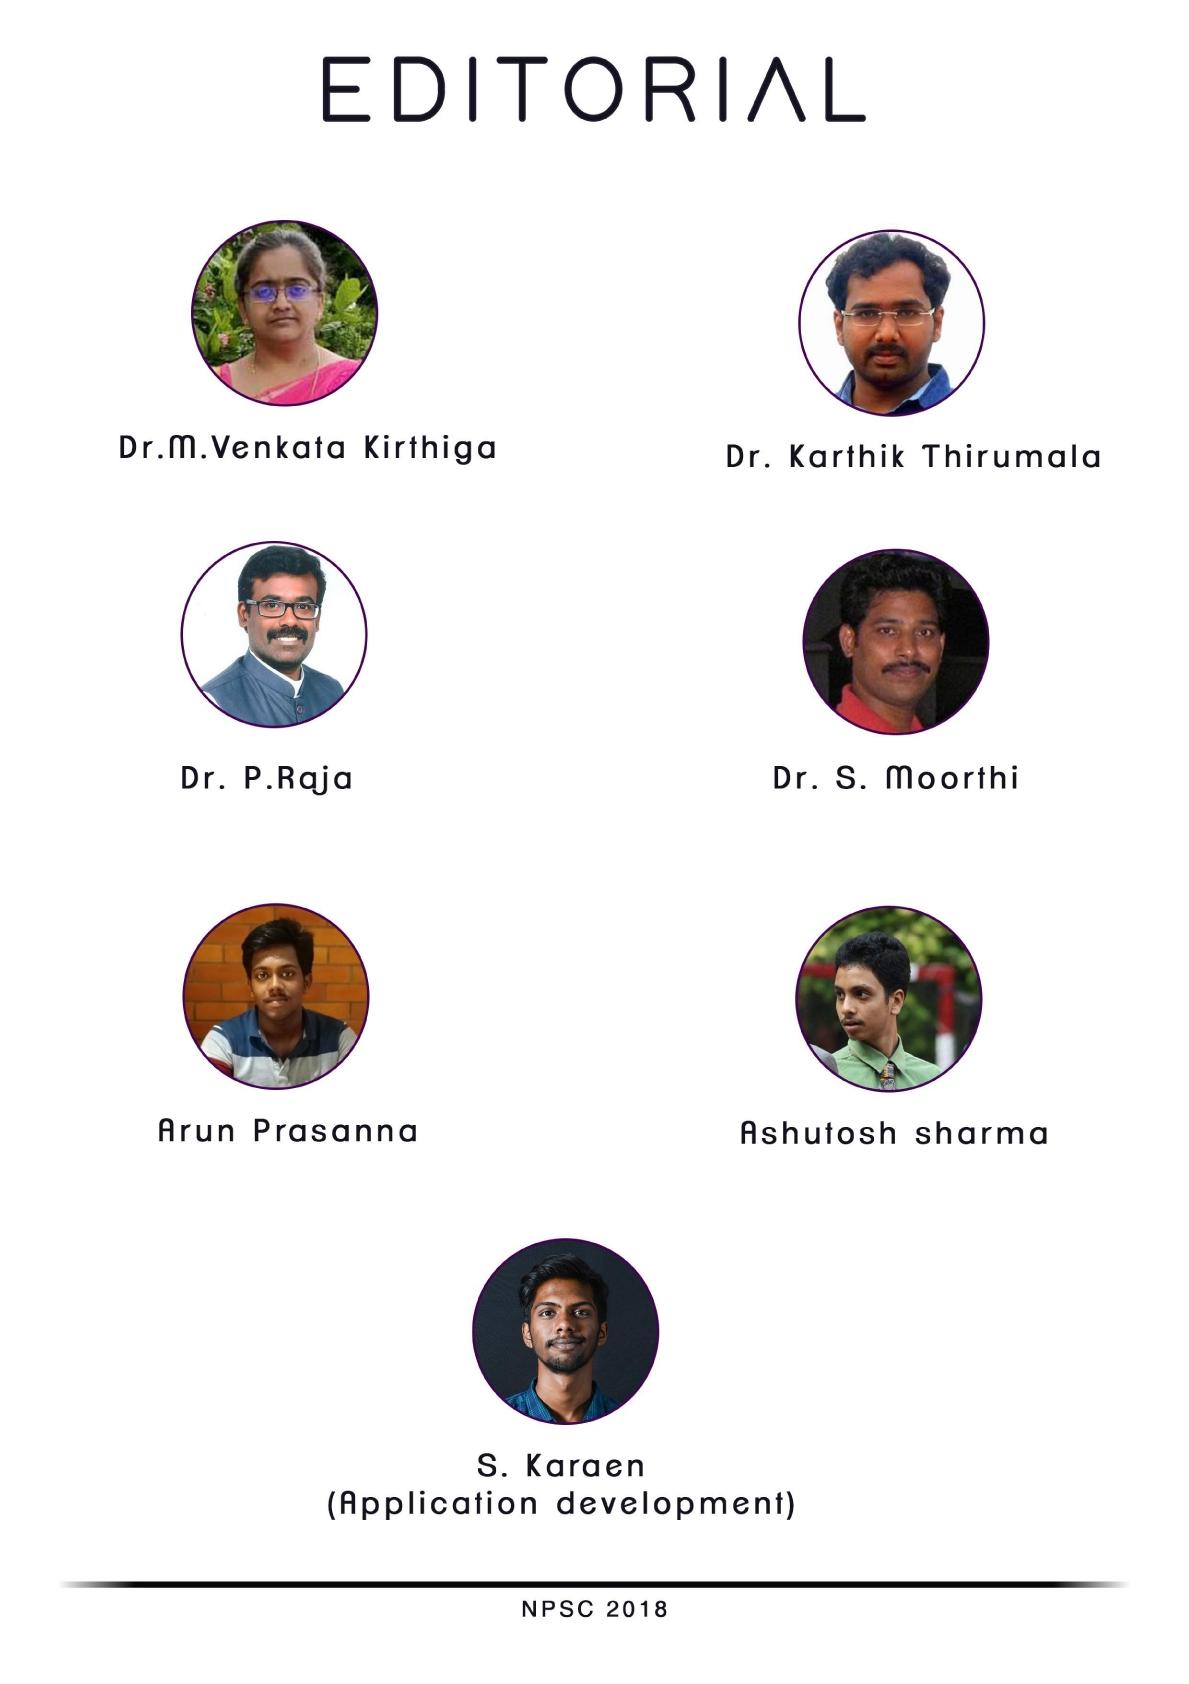 EDITORIAL
Dr.M.Venkata Kirthiga
Dr. Karthik Thirumala
Dr. P.Raja
Dr. S. Moorthi
Arun Prasanna
Ashutosh sharma
S. Karaen
(Application development)
NPSC 2018